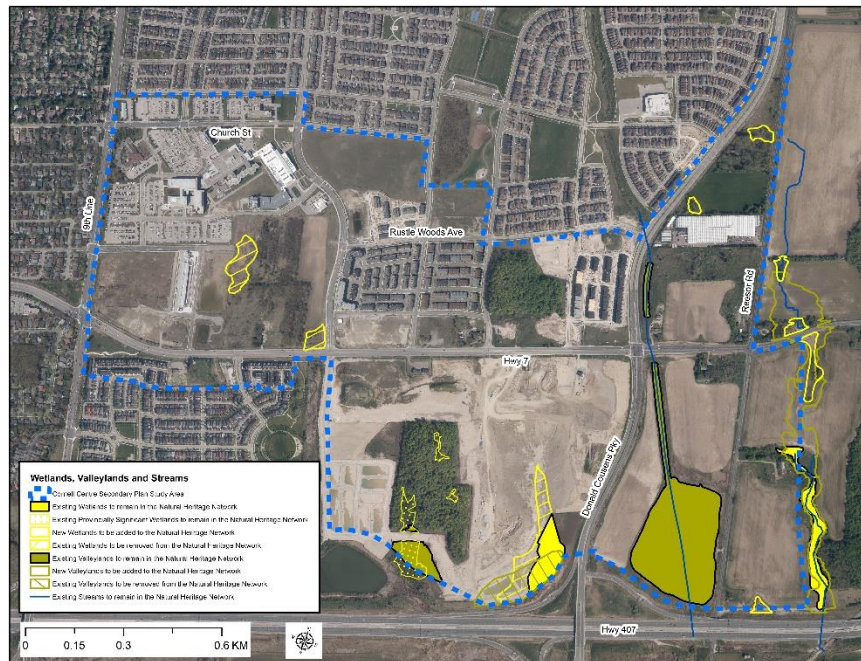 Church St
9th Line
Rustle Woods Ave
Reesor Rd
Hwy 7
Donald Cousens Pky
Wetlands, Valleylands and Streams
Cornell Centre Secondary Plan Study Area
Existing Wetlands to remain in the Natural Heritage Network
Existing Provincially Significant Wetlands to remain in the Natural Heritage Network
New Wetlands to be added to the Natural Heritage Network
Existing Wetlands to be removed from the Natural Heritage Network
Existing Valleylands to remain in the Natural Heritage Network
New Valleylands to be added to the Natural Heritage Network
Existing Valleylands to be removed from the Natural Heritage Network
Existing Streams to remain in the Natural Heritage Network
Hwy 407
0 0.15 0.3 0.6 KM